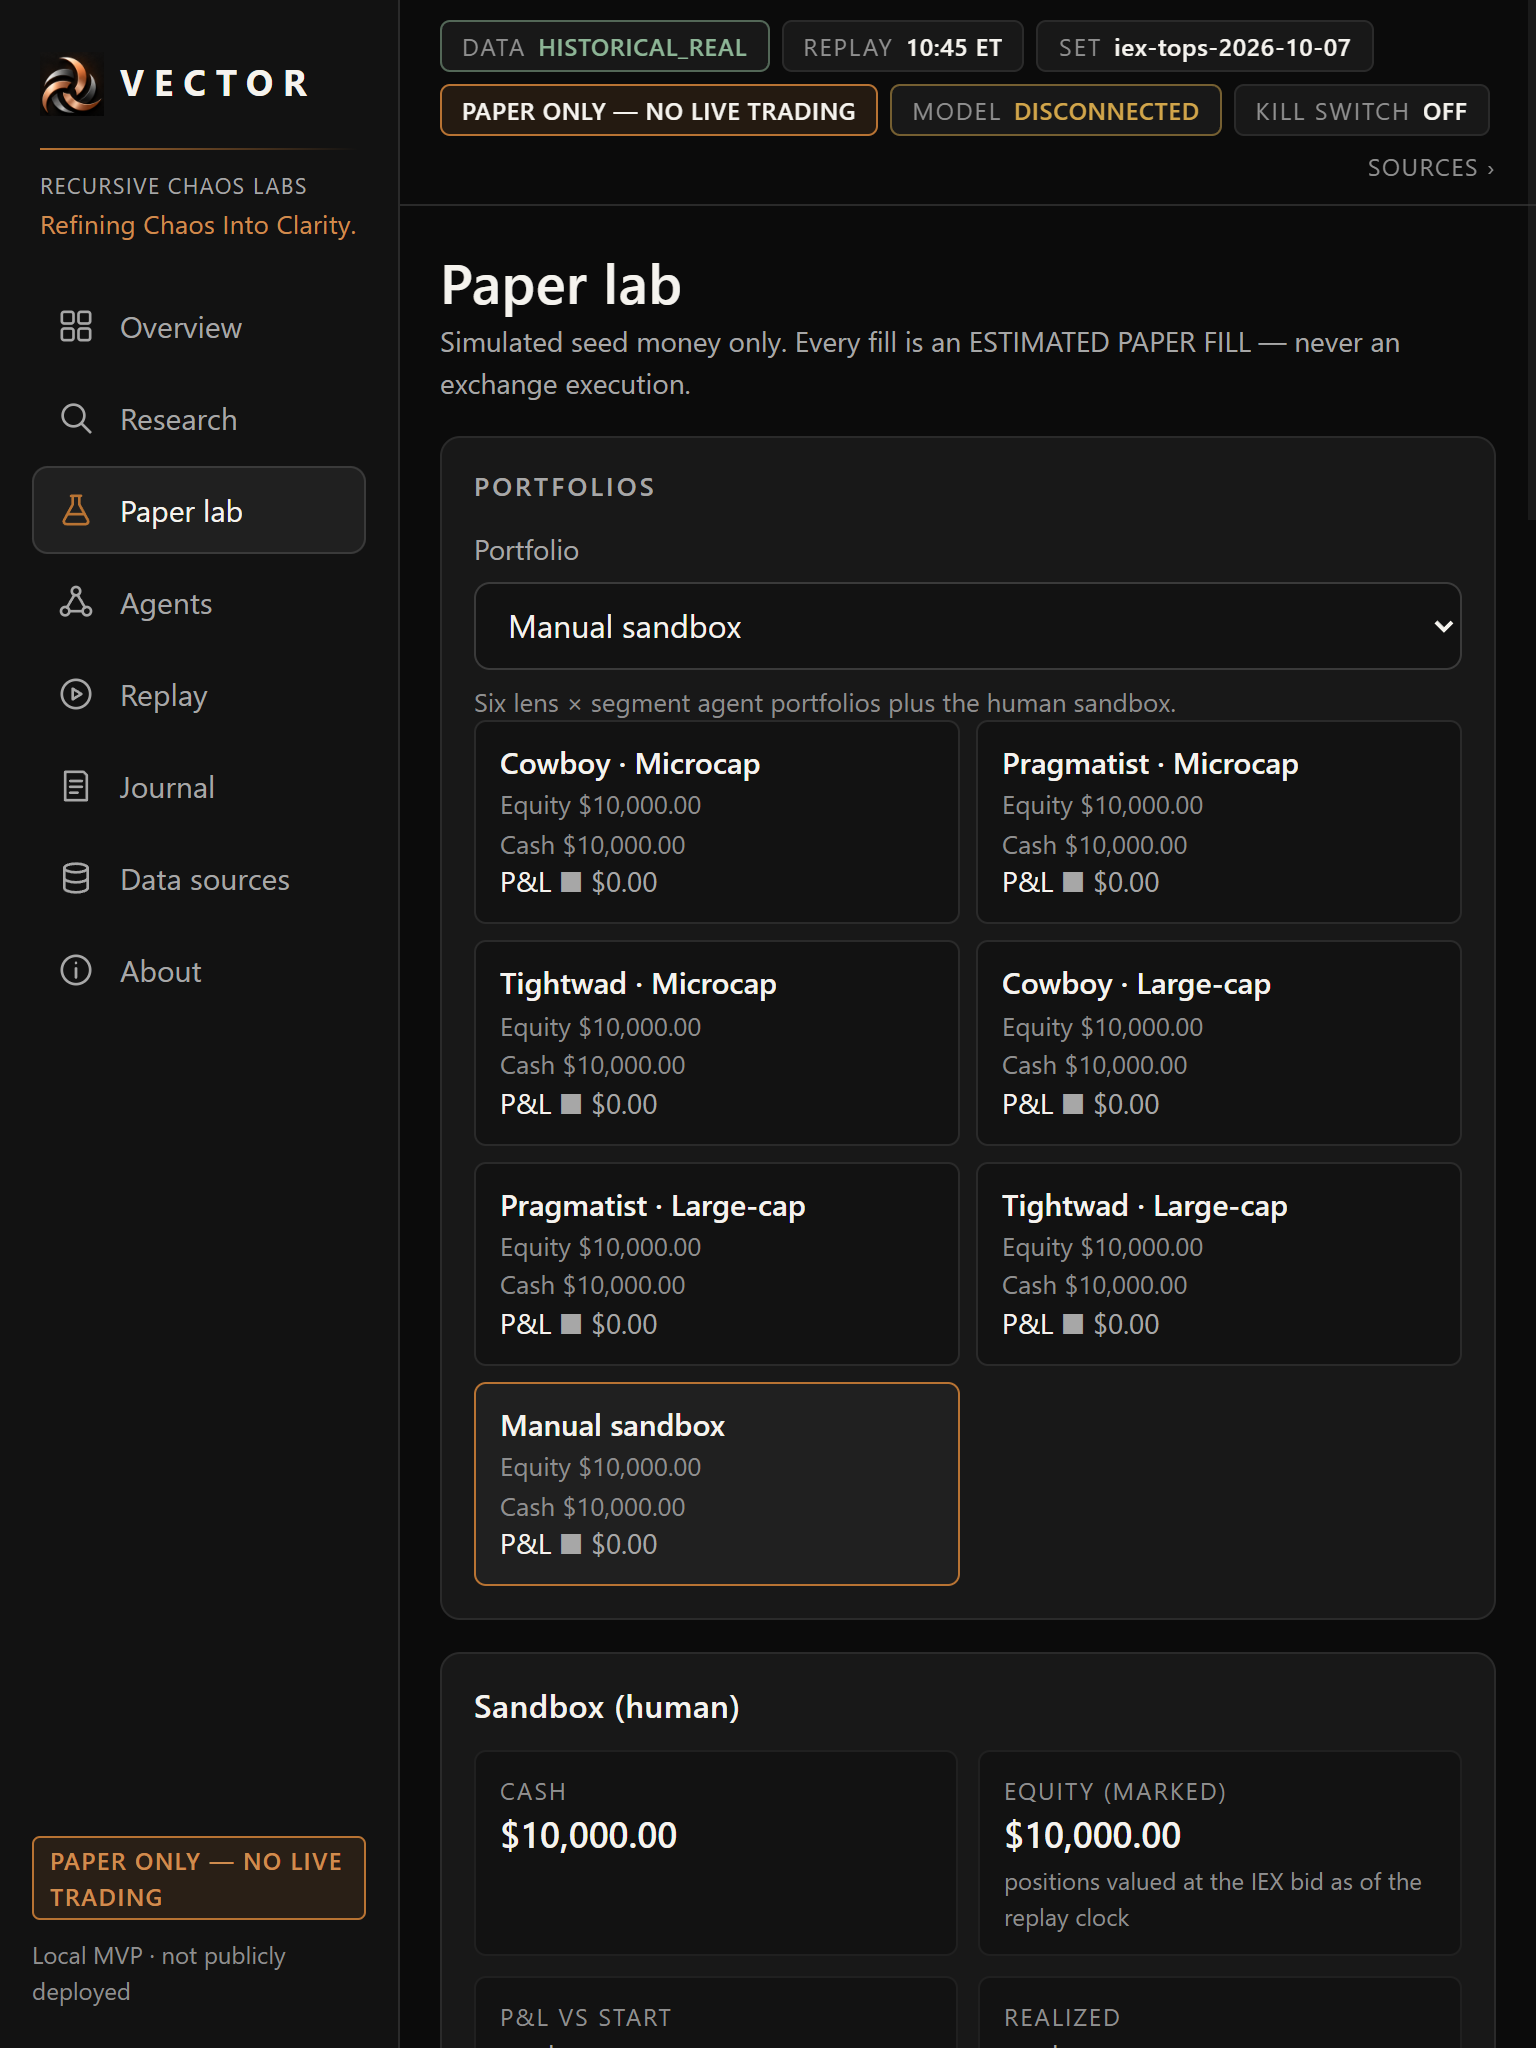 VECTOR
RECURSIVE CHAOS LABS
Refining Chaos Into Clarity.
Overview
Research
Paper lab
Agents
Replay
Journal
Data sources
About
PAPER ONLY — NO LIVE
TRADING
Local MVP · not publicly
deployed
DATA HISTORICAL_REAL
REPLAY 10:45 ET
SET iex-tops-2026-10-07
PAPER ONLY — NO LIVE TRADING
MODEL DISCONNECTED
KILL SWITCH OFF
SOURCES ›
Paper lab
Simulated seed money only. Every fill is an ESTIMATED PAPER FILL — never an
exchange execution.
PORTFOLIOS
Portfolio
Manual sandbox
Six lens × segment agent portfolios plus the human sandbox.
Cowboy · Microcap
Equity $10,000.00
Cash $10,000.00
P&L ■ $0.00
Pragmatist · Microcap
Equity $10,000.00
Cash $10,000.00
P&L ■ $0.00
Tightwad · Microcap
Equity $10,000.00
Cash $10,000.00
P&L ■ $0.00
Cowboy · Large-cap
Equity $10,000.00
Cash $10,000.00
P&L ■ $0.00
Pragmatist · Large-cap
Equity $10,000.00
Cash $10,000.00
P&L ■ $0.00
Tightwad · Large-cap
Equity $10,000.00
Cash $10,000.00
P&L ■ $0.00
Manual sandbox
Equity $10,000.00
Cash $10,000.00
P&L ■ $0.00
Sandbox (human)
CASH
$10,000.00
EQUITY (MARKED)
$10,000.00
positions valued at the IEX bid as of the
replay clock
P&L VS START
REALIZED